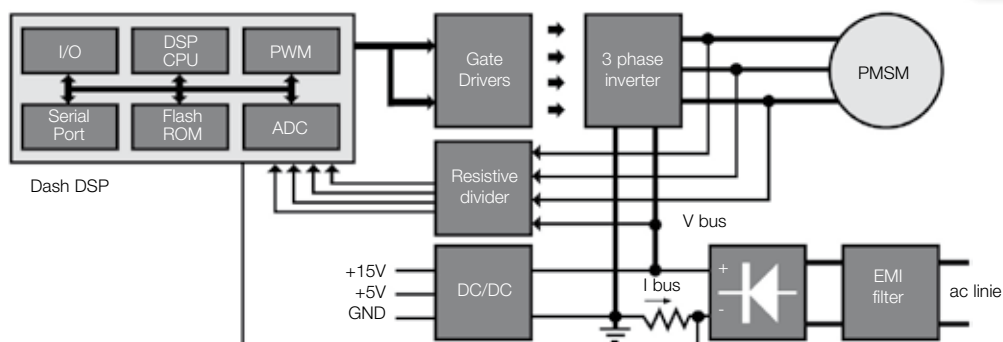 I/O
DSP
CPU
PWM
Serial
Port
Flash
ROM
ADC
Dash DSP
Gate
Drivers
3 phase
inverter
PMSM
Resistive
divider
V bus
+15V
+5V
GND
DC/DC
I bus
+
-
EMI
filter
ac linie